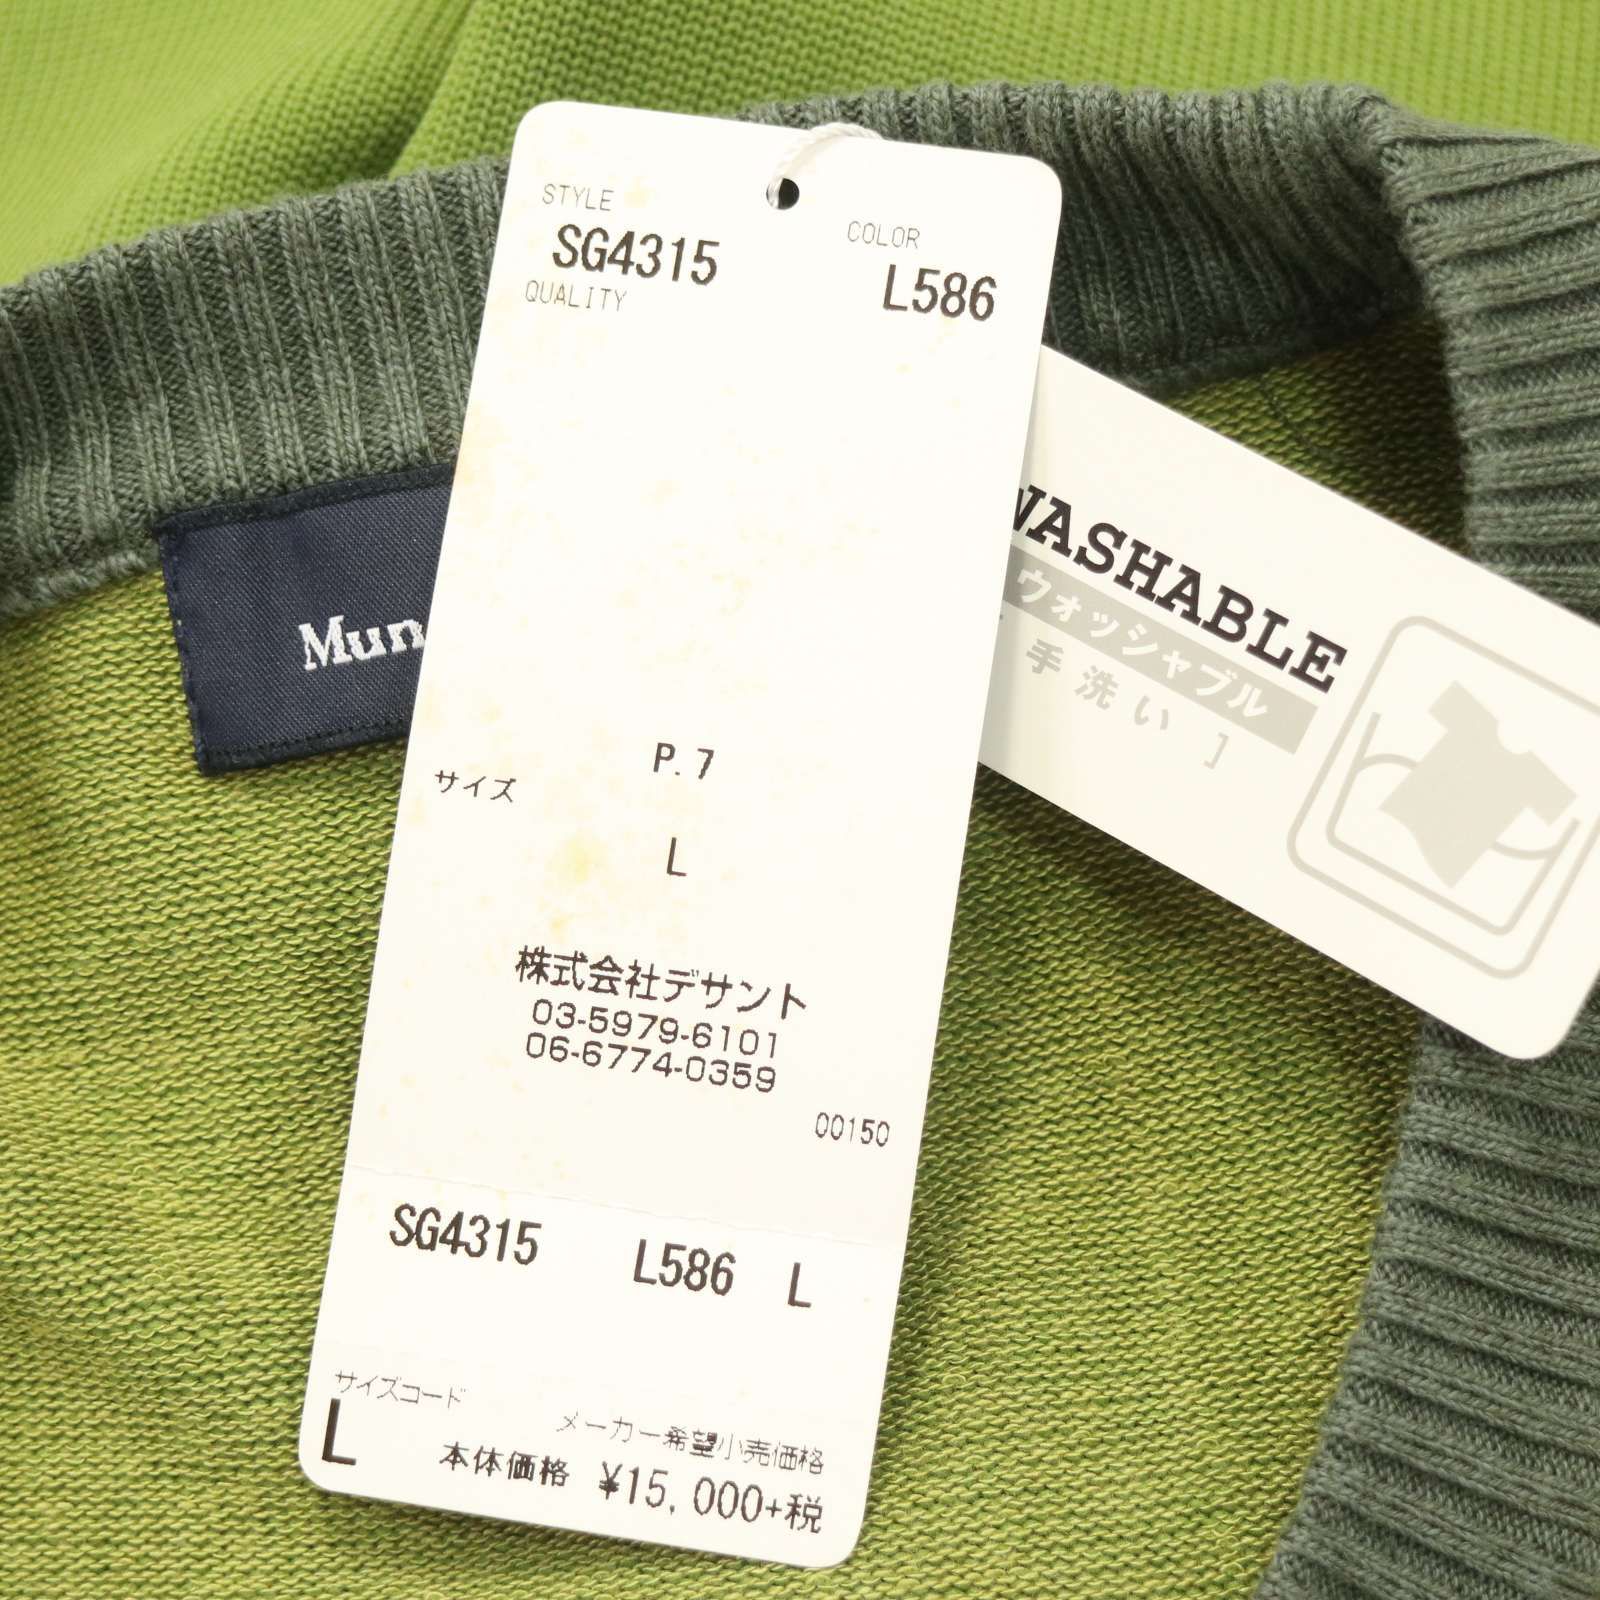 STYLE
SG4315
COLOR
L586
QUALITY
P.7
サイズ
L
株式会社デサント
03-5979-6101
06-6774-0359
00150
SG4315 L586 L
サイズコード
L
メーカー希望小売価格
本体価格 ¥15,000+税
Mun
WASHABLE
ウォッシャブル
手洗い]